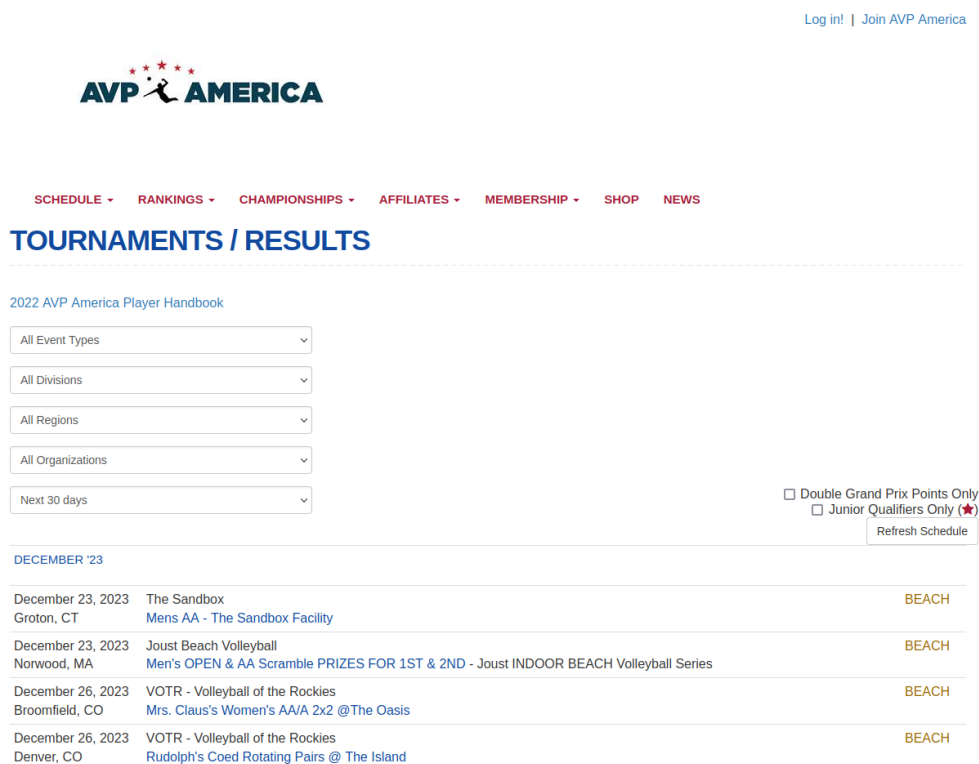 Log in! | Join AVP America
AVP AMERICA
SCHEDULE RANKINGS CHAMPIONSHIPS AFFILIATES MEMBERSHIP SHOP NEWS
TOURNAMENTS / RESULTS
2022 AVP America Player Handbook
All Event Types
All Divisions
All Regions
All Organizations
Next 30 days
Double Grand Prix Points Only
Junior Qualifiers Only (★)
Refresh Schedule
DECEMBER '23
December 23, 2023 The Sandbox BEACH
Groton, CT Mens AA - The Sandbox Facility
December 23, 2023 Joust Beach Volleyball BEACH
Norwood, MA Men's OPEN & AA Scramble PRIZES FOR 1ST & 2ND - Joust INDOOR BEACH Volleyball Series
December 26, 2023 VOTR - Volleyball of the Rockies BEACH
Broomfield, CO Mrs. Claus's Women's AA/A 2x2 @The Oasis
December 26, 2023 VOTR - Volleyball of the Rockies BEACH
Denver, CO Rudolph's Coed Rotating Pairs @ The Island